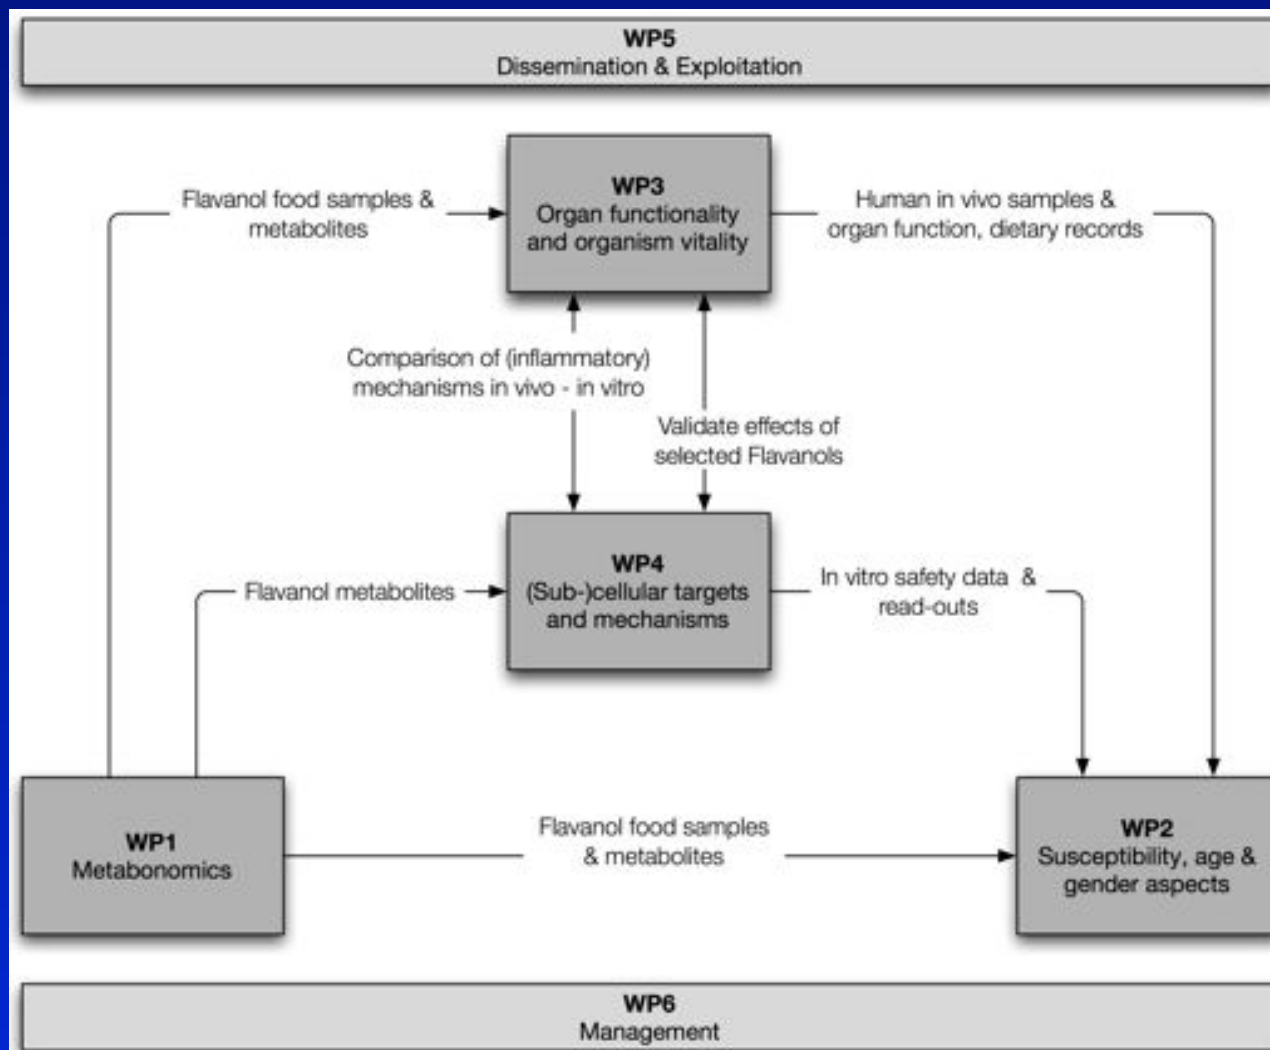 WP5
Dissemination & Exploitation
WP3
Organ functionality
and organism vitality
Flavanol food samples &
metabolites
Human in vivo samples &
organ function, dietary records
Comparison of (inflammatory)
mechanisms in vivo - in vitro
Validate effects of
selected Flavanols
WP4
(Sub-)cellular targets
and mechanisms
Flavanol metabolites
In vitro safety data &
read-outs
WP1
Metabonomics
Flavanol food samples
& metabolites
WP2
Susceptibility, age &
gender aspects
WP6
Management